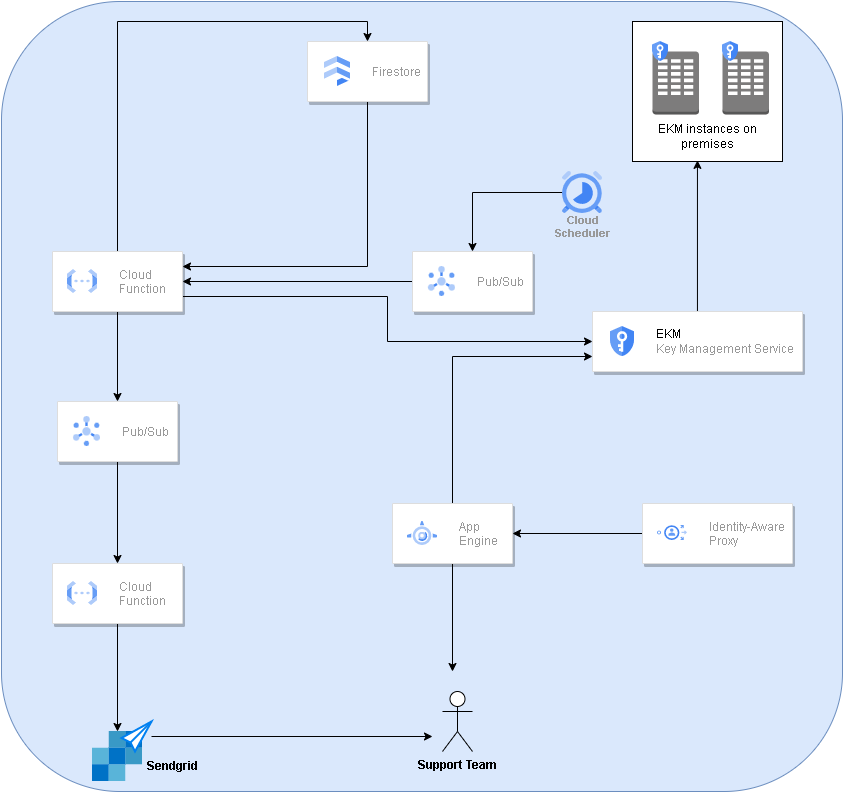 Firestore
EKM instances on
premises
Cloud
Scheduler
Cloud
Function
Pub/Sub
EKM
Key Management Service
Pub/Sub
App
Engine
Identity-Aware
Proxy
Cloud
Function
Sendgrid
Support Team